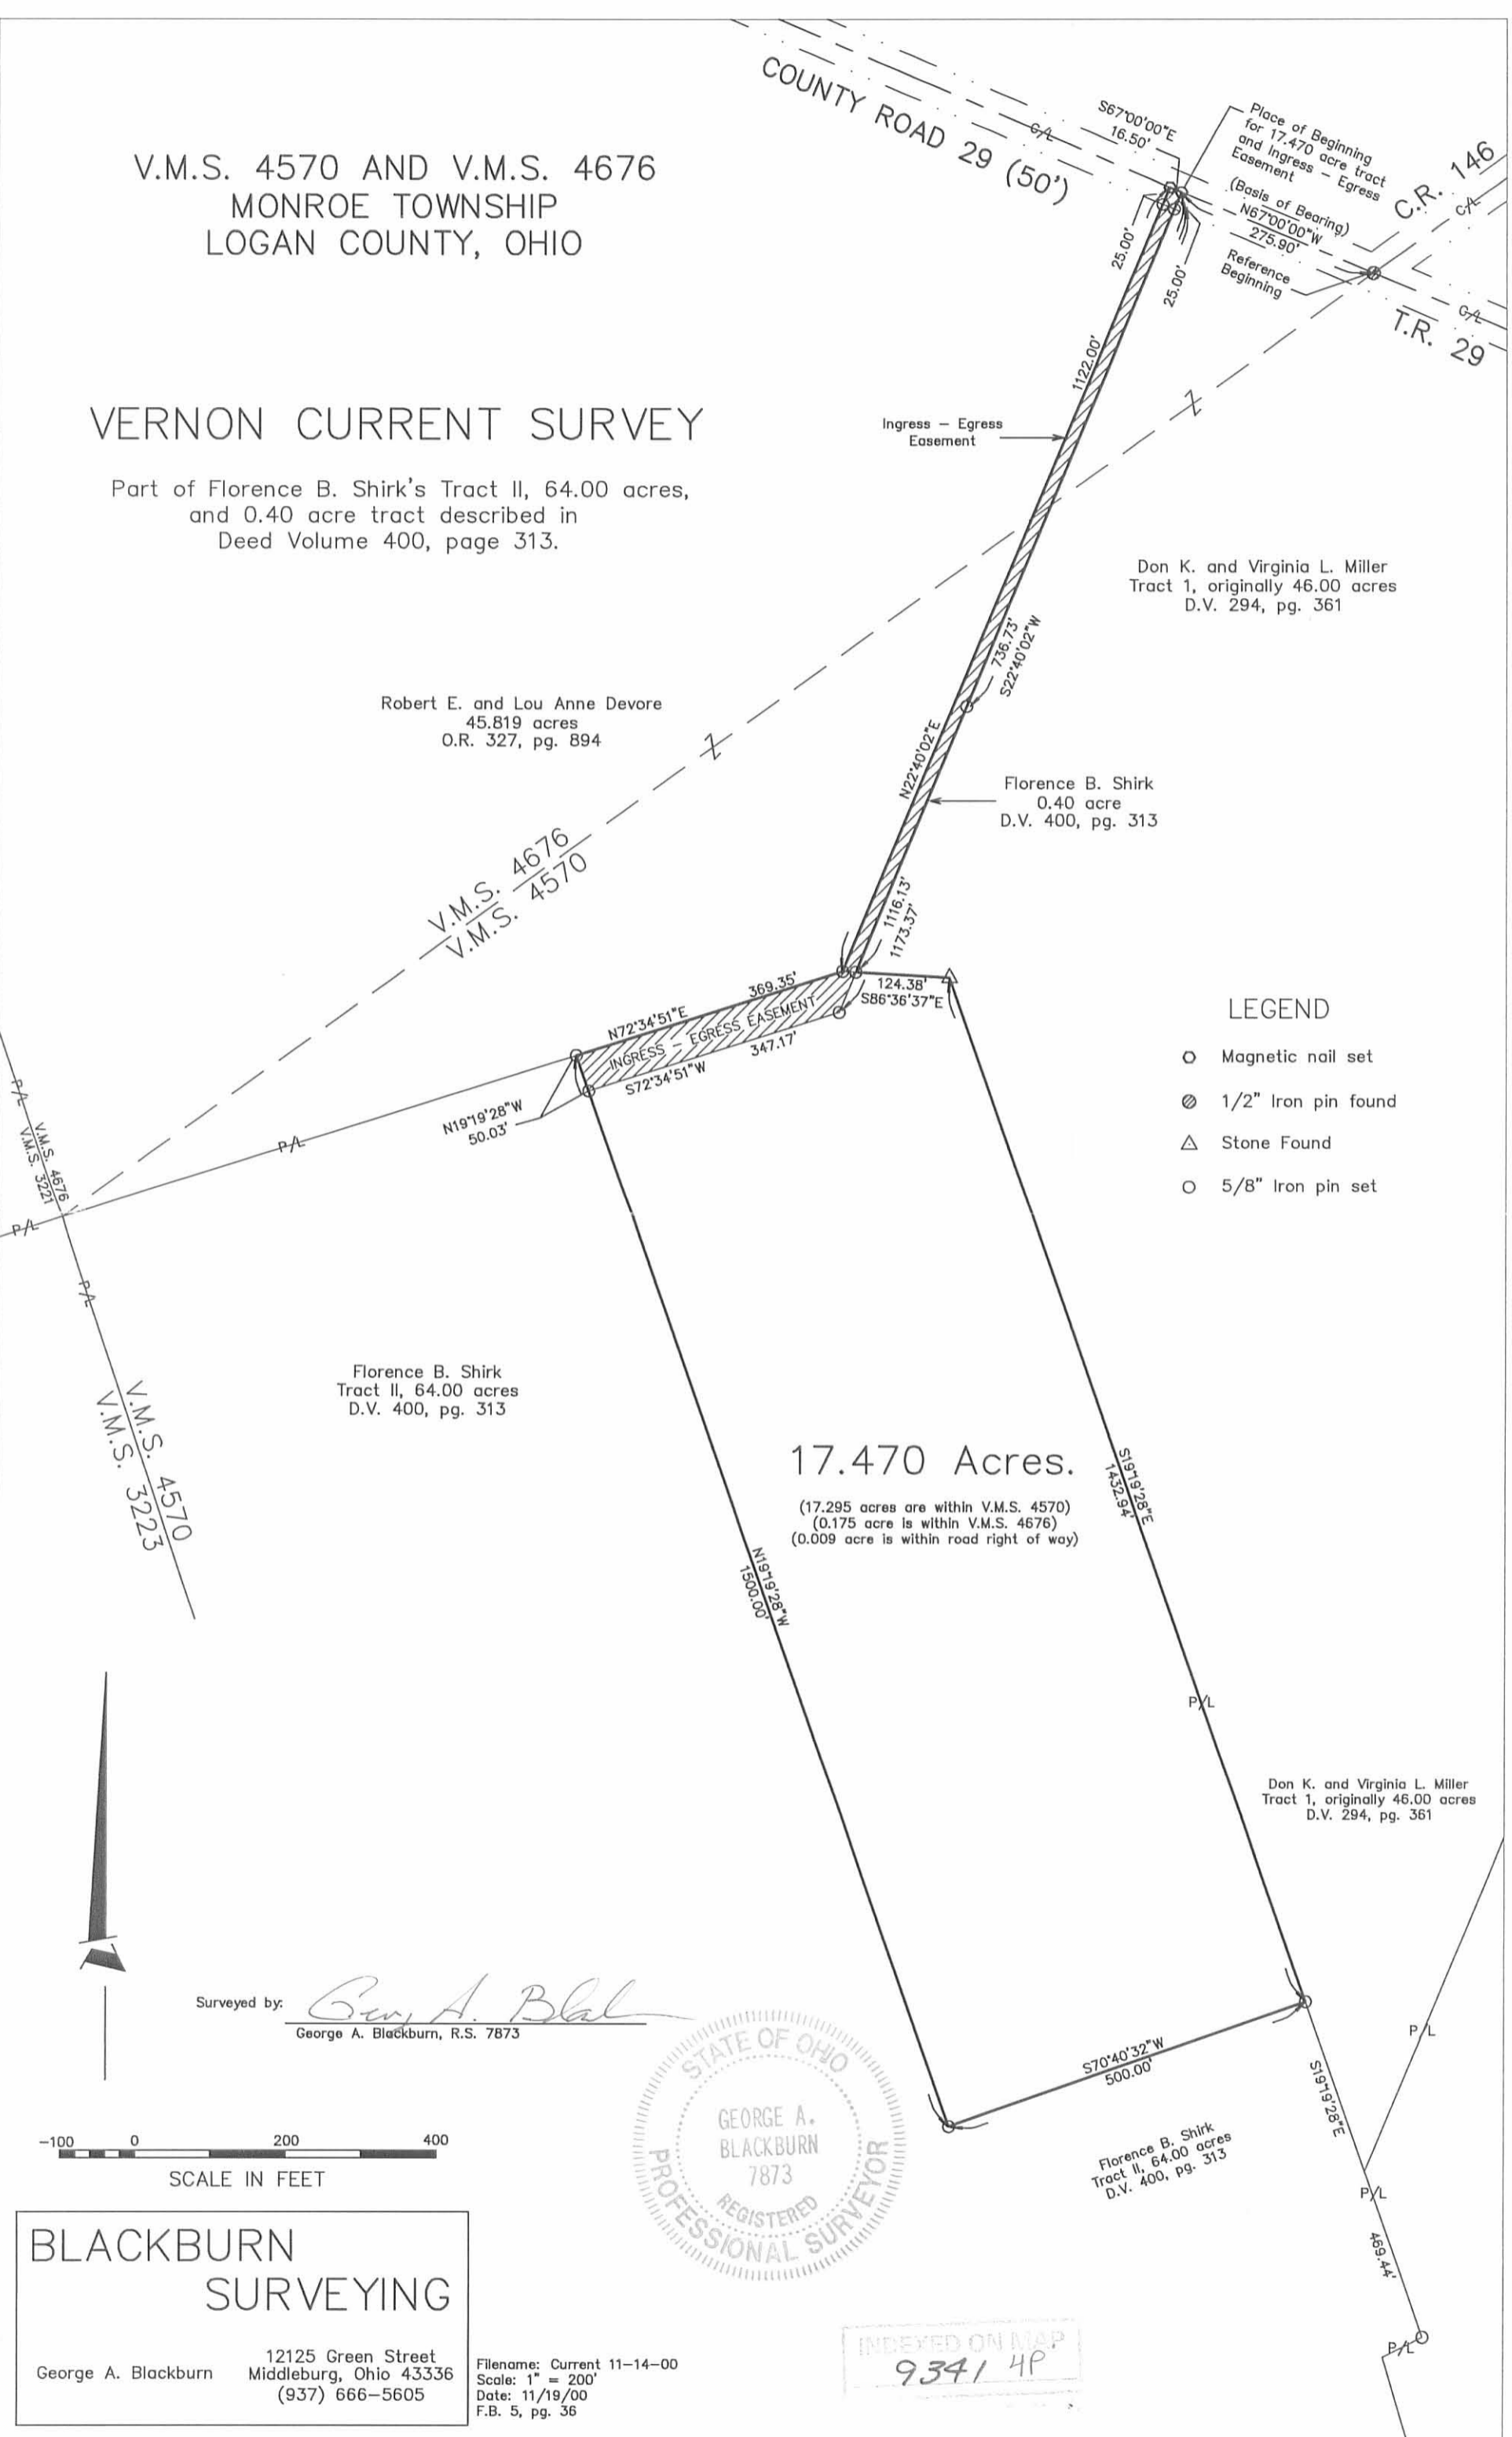 V.M.S. 4570 AND V.M.S. 4676
MONROE TOWNSHIP
LOGAN COUNTY, OHIO
VERNON CURRENT SURVEY
Part of Florence B. Shirk's Tract II, 64.00 acres,
and 0.40 acre tract described in
Deed Volume 400, page 313.
COUNTY ROAD 29 (50')
C/L
S67°00'00"E
16.50'
Place of Beginning
for 17.470 acre tract
and Ingress – Egress
Easement
(Basis of Bearing)
N67°00'00"W
275.90'
Reference
Beginning
C.R. 146
C/L
C/L
T.R. 29
25.00'
25.00'
1122.00'
Ingress – Egress
Easement
Z
Don K. and Virginia L. Miller
Tract 1, originally 46.00 acres
D.V. 294, pg. 361
736.73'
S22°40'02"W
Robert E. and Lou Anne Devore
45.819 acres
O.R. 327, pg. 894
Z
N22°40'02"E
Florence B. Shirk
0.40 acre
D.V. 400, pg. 313
V.M.S. 4676
V.M.S. 4570
1116.13'
1173.37'
369.35'
N72°34'51"E
INGRESS – EGRESS EASEMENT
347.17'
S72°34'51"W
124.38'
S86°36'37"E
N19°19'28"W
50.03'
P/L
P/L
V.M.S. 4676
V.M.S. 3221
P/L
P/L
LEGEND
Magnetic nail set
1/2" Iron pin found
Stone Found
5/8" Iron pin set
V.M.S. 4570
V.M.S. 3223
Florence B. Shirk
Tract II, 64.00 acres
D.V. 400, pg. 313
17.470 Acres.
(17.295 acres are within V.M.S. 4570)
(0.175 acre is within V.M.S. 4676)
(0.009 acre is within road right of way)
S19°19'28"E
1432.94'
N19°19'28"W
1500.00'
P/L
Don K. and Virginia L. Miller
Tract 1, originally 46.00 acres
D.V. 294, pg. 361
S70°40'32"W
500.00'
P/L
S19°19'28"E
Florence B. Shirk
Tract II, 64.00 acres
D.V. 400, pg. 313
P/L
469.44'
P/L
Surveyed by:
George A. Blackburn, R.S. 7873
STATE OF OHIO
GEORGE A.
BLACKBURN
7873
REGISTERED
PROFESSIONAL SURVEYOR
-100 0 200 400
SCALE IN FEET
BLACKBURN
SURVEYING
George A. Blackburn
12125 Green Street
Middleburg, Ohio 43336
(937) 666-5605
Filename: Current 11-14-00
Scale: 1" = 200'
Date: 11/19/00
F.B. 5, pg. 36
INDEXED ON MAP
9341 4P